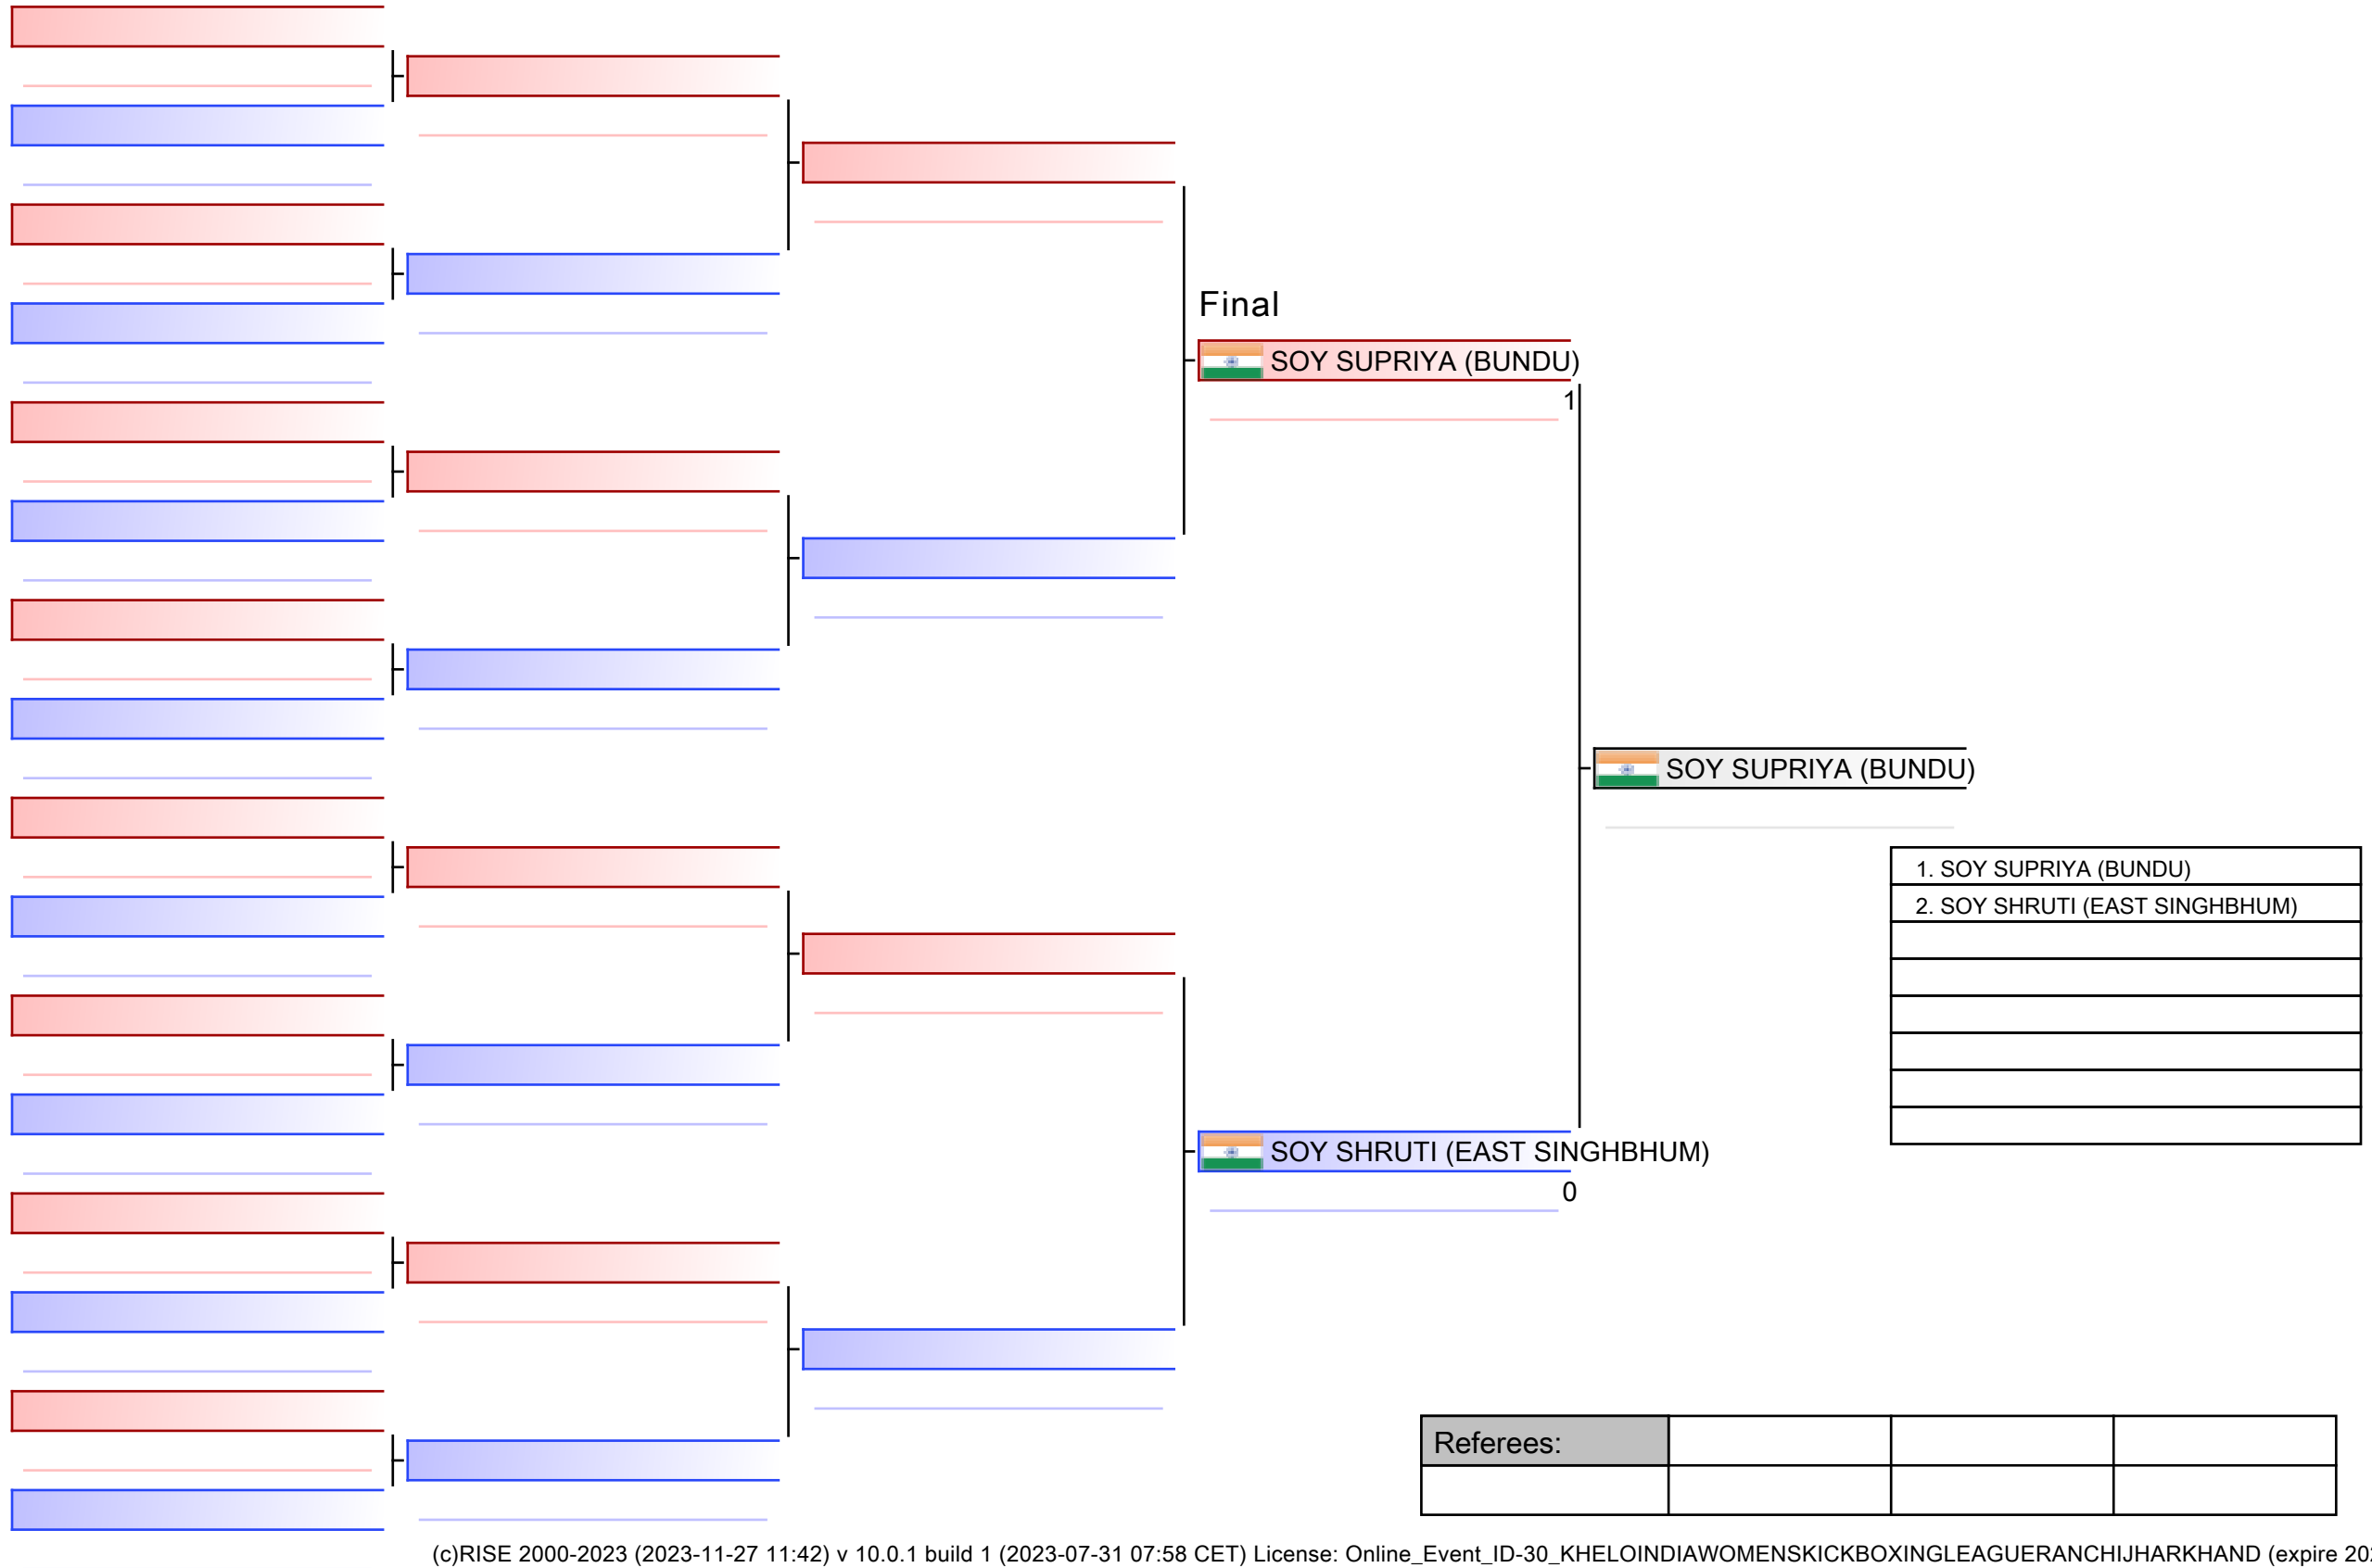 Final
SOY SUPRIYA (BUNDU)
1
SOY SUPRIYA (BUNDU)
1. SOY SUPRIYA (BUNDU)
2. SOY SHRUTI (EAST SINGHBHUM)
SOY SHRUTI (EAST SINGHBHUM)
0
Referees:
(c)RISE 2000-2023 (2023-11-27 11:42) v 10.0.1 build 1 (2023-07-31 07:58 CET) License: Online_Event_ID-30_KHELOINDIAWOMENSKICKBOXINGLEAGUERANCHIJHARKHAND (expire